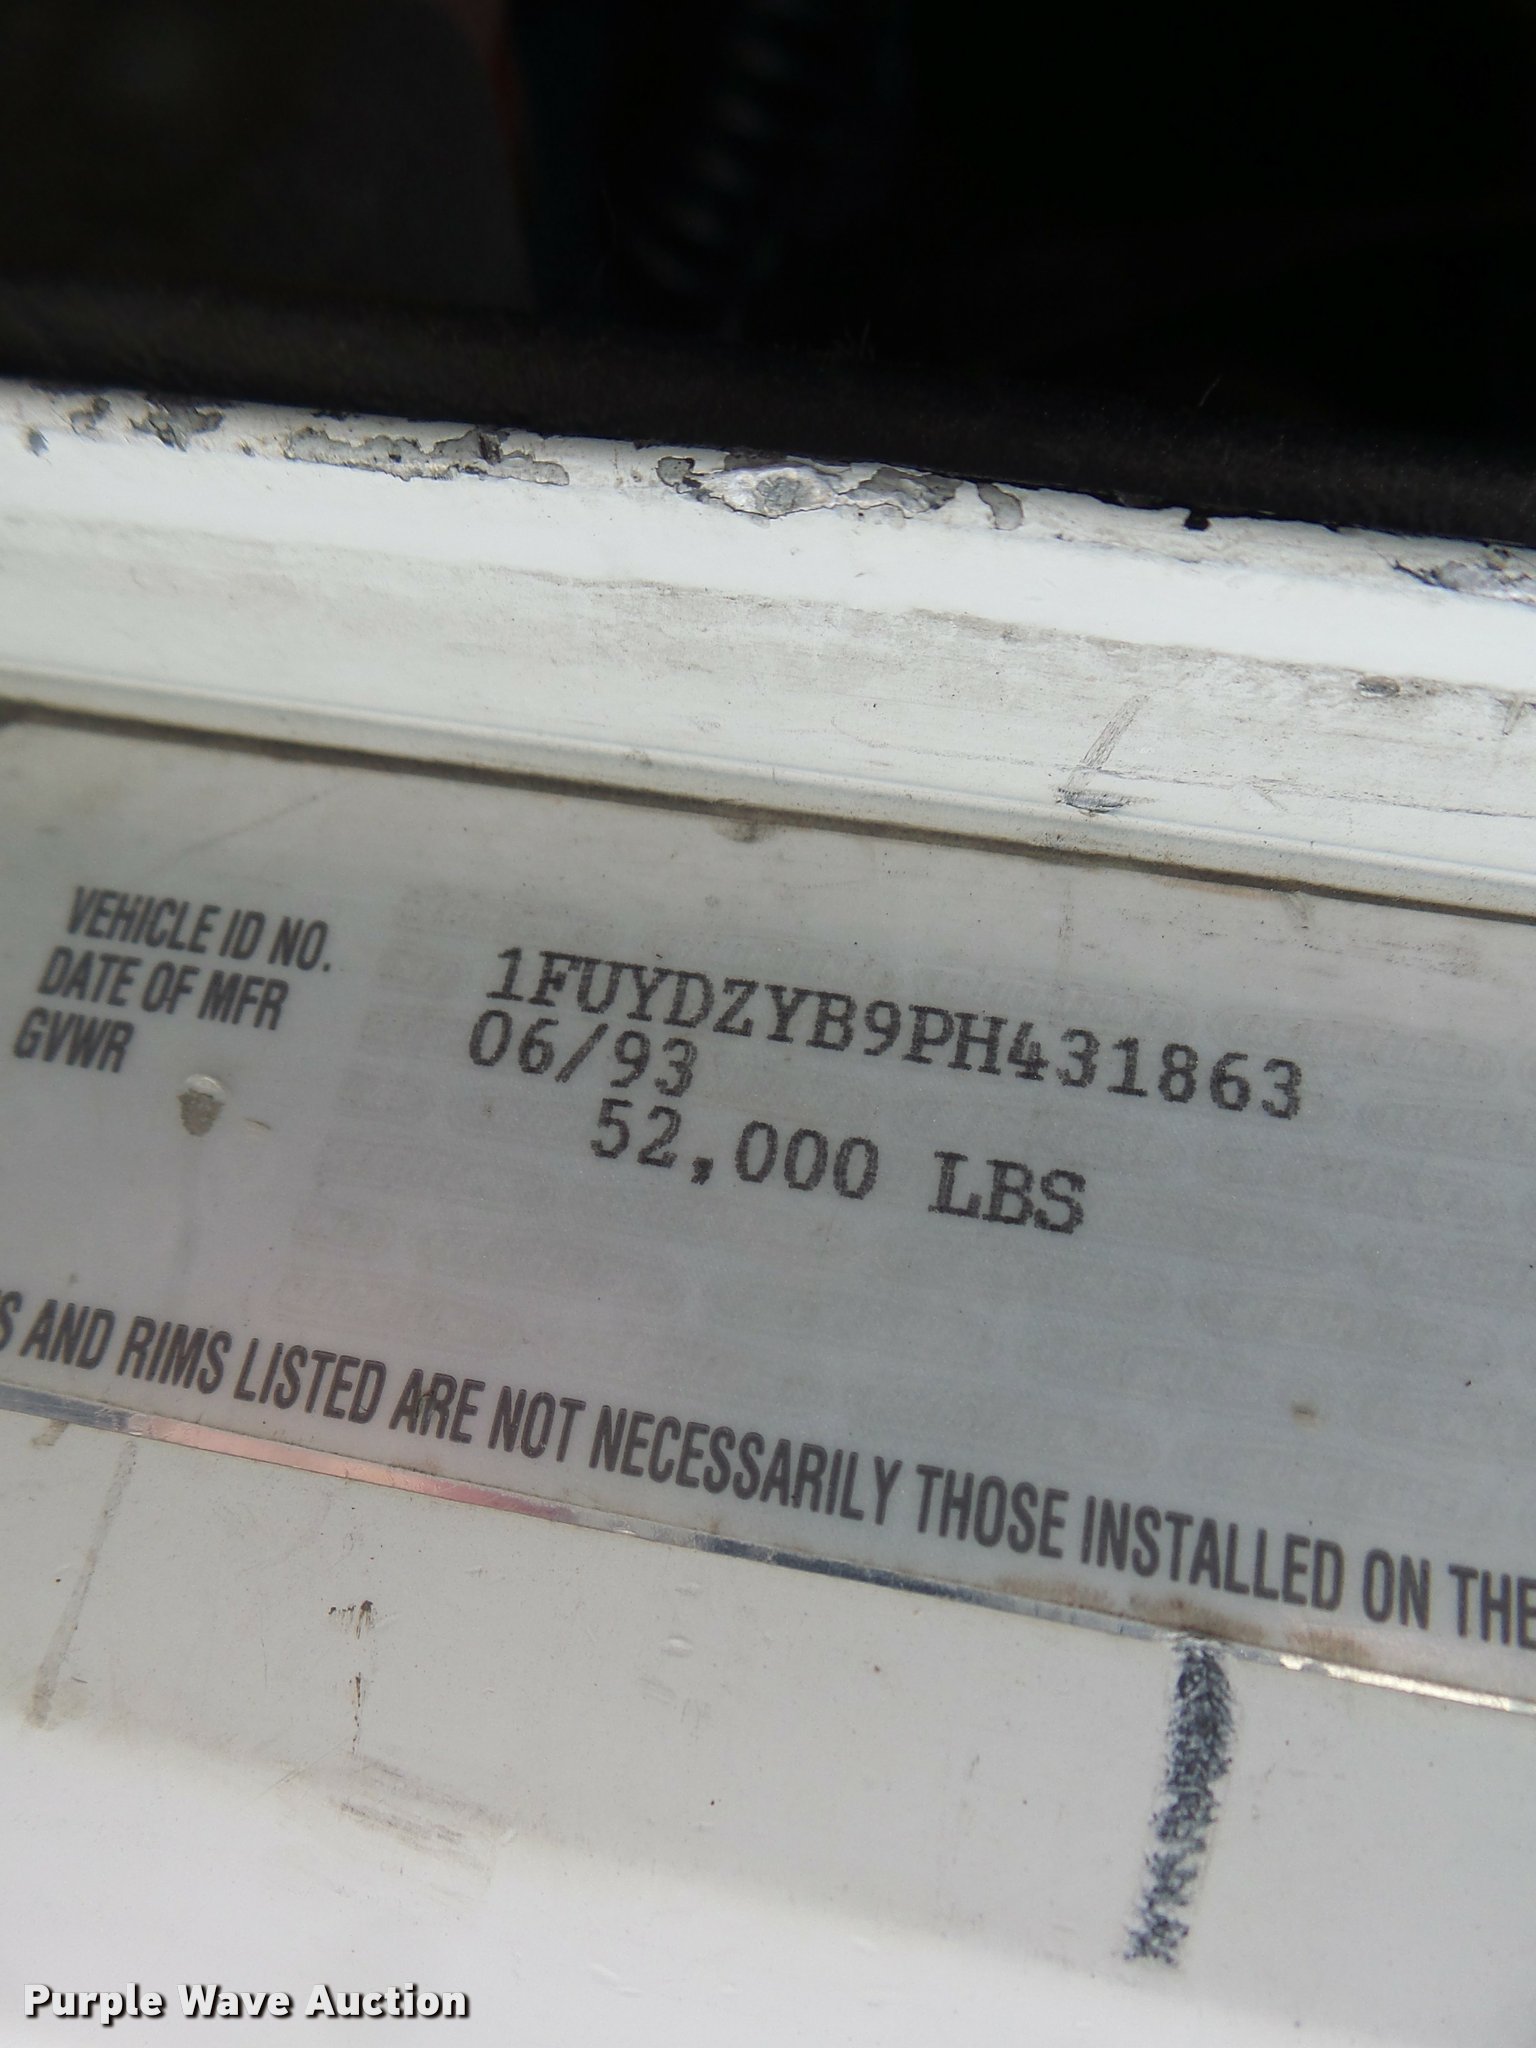 VEHICLE ID NO. 1FUYDZYB9PH431863
DATE OF MFR 06/93
GVWR 52,000 LBS
AND RIMS LISTED ARE NOT NECESSARILY THOSE INSTALLED ON THE
Purple Wave Auction